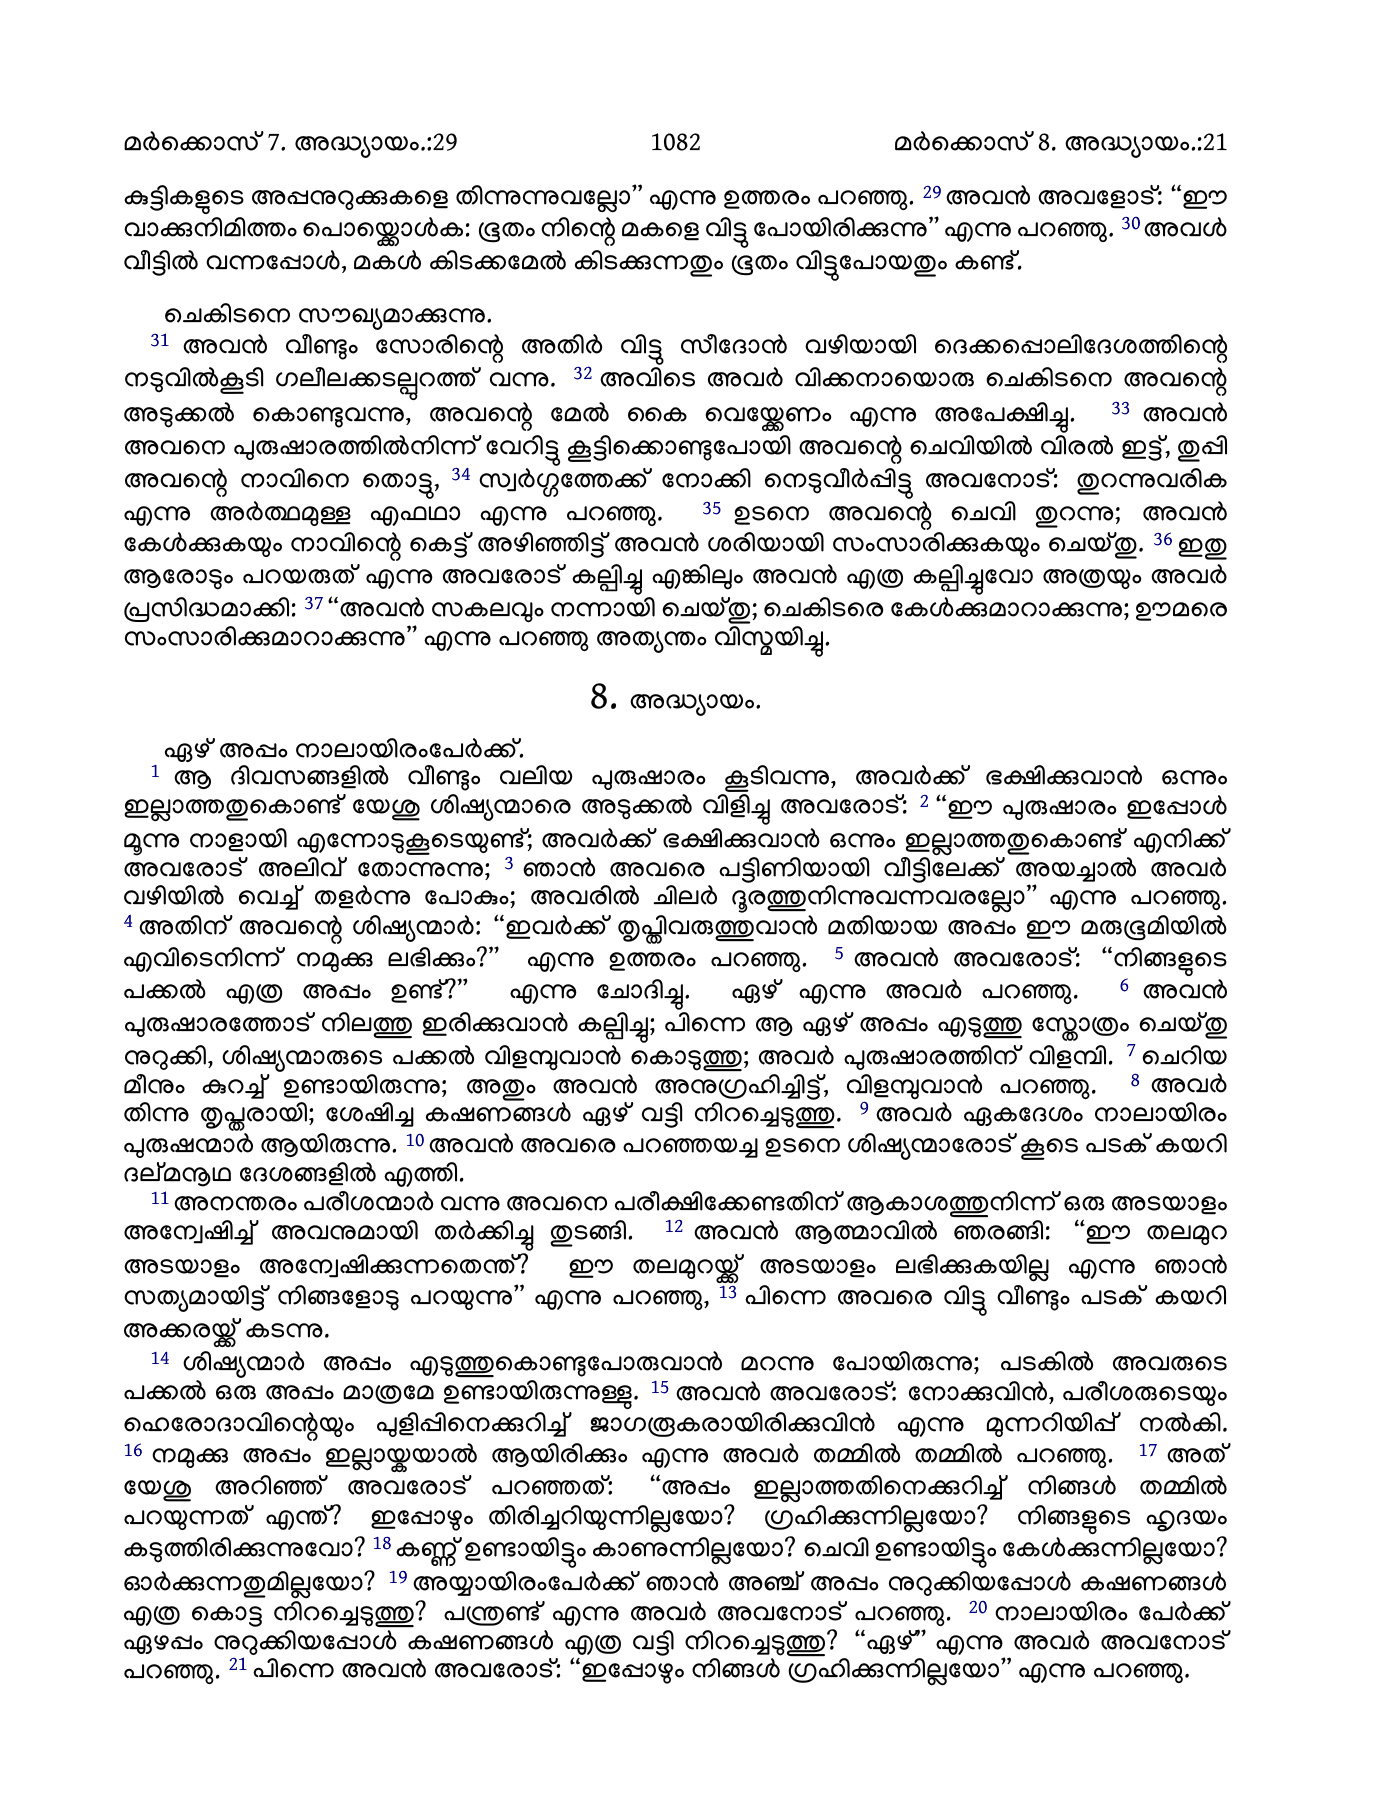 മർക്കൊസ് 7. അദ്ധ്യായം.:29 1082 മർക്കൊസ് 8. അദ്ധ്യായം.:21
കുട്ടികളുടെ അപ്പനുറുക്കുകളെ തിന്നുന്നുവല്ലോ” എന്നു ഉത്തരം പറഞ്ഞു. 29 അവൻ അവളോട്: “ഈ
വാക്കുനിമിത്തം പൊയ്ക്കൊൾക: ഭൂതം നിന്റെ മകളെ വിട്ടു പോയിരിക്കുന്നു” എന്നു പറഞ്ഞു. 30 അവൾ
വീട്ടിൽ വന്നപ്പോൾ, മകൾ കിടക്കമേൽ കിടക്കുന്നതും ഭൂതം വിട്ടുപോയതും കണ്ട്.
ചെകിടനെ സൗഖ്യമാക്കുന്നു.
31 അവൻ വീണ്ടും സോരിന്റെ അതിർ വിട്ടു സീദോൻ വഴിയായി ദെക്കപ്പൊലിദേശത്തിന്റെ
നടുവിൽകൂടി ഗലീലക്കടല്പുറത്ത് വന്നു. 32 അവിടെ അവർ വിക്കനായൊരു ചെകിടനെ അവന്റെ
അടുക്കൽ കൊണ്ടുവന്നു, അവന്റെ മേൽ കൈ വെയ്ക്കേണം എന്നു അപേക്ഷിച്ചു. 33 അവൻ
അവനെ പുരുഷാരത്തിൽനിന്ന് വേറിട്ടു കൂട്ടിക്കൊണ്ടുപോയി അവന്റെ ചെവിയിൽ വിരൽ ഇട്ട്, തുപ്പി
അവന്റെ നാവിനെ തൊട്ടു, 34 സ്വർഗ്ഗത്തേക്ക് നോക്കി നെടുവീർപ്പിട്ടു അവനോട്: തുറന്നുവരിക
എന്നു അർത്ഥമുള്ള എഫഥാ എന്നു പറഞ്ഞു. 35 ഉടനെ അവന്റെ ചെവി തുറന്നു; അവൻ
കേൾക്കുകയും നാവിന്റെ കെട്ട് അഴിഞ്ഞിട്ട് അവൻ ശരിയായി സംസാരിക്കുകയും ചെയ്തു. 36 ഇതു
ആരോടും പറയരുത് എന്നു അവരോട് കല്പിച്ചു എങ്കിലും അവൻ എത്ര കല്പിച്ചുവോ അത്രയും അവർ
പ്രസിദ്ധമാക്കി: 37 “അവൻ സകലവും നന്നായി ചെയ്തു; ചെകിടരെ കേൾക്കുമാറാക്കുന്നു; ഊമരെ
സംസാരിക്കുമാറാക്കുന്നു” എന്നു പറഞ്ഞു അത്യന്തം വിസ്മയിച്ചു.
8. അദ്ധ്യായം.
ഏഴ് അപ്പം നാലായിരംപേർക്ക്.
1 ആ ദിവസങ്ങളിൽ വീണ്ടും വലിയ പുരുഷാരം കൂടിവന്നു, അവർക്ക് ഭക്ഷിക്കുവാൻ ഒന്നും
ഇല്ലാത്തതുകൊണ്ട് യേശു ശിഷ്യന്മാരെ അടുക്കൽ വിളിച്ചു അവരോട്: 2 “ഈ പുരുഷാരം ഇപ്പോൾ
മൂന്നു നാളായി എന്നോടുകൂടെയുണ്ട്; അവർക്ക് ഭക്ഷിക്കുവാൻ ഒന്നും ഇല്ലാത്തതുകൊണ്ട് എനിക്ക്
അവരോട് അലിവ് തോന്നുന്നു; 3 ഞാൻ അവരെ പട്ടിണിയായി വീട്ടിലേക്ക് അയച്ചാൽ അവർ
വഴിയിൽ വെച്ച് തളർന്നു പോകും; അവരിൽ ചിലർ ദൂരത്തുനിന്നുവന്നവരല്ലോ” എന്നു പറഞ്ഞു.
4 അതിന് അവന്റെ ശിഷ്യന്മാർ: “ഇവർക്ക് തൃപ്തിവരുത്തുവാൻ മതിയായ അപ്പം ഈ മരുഭൂമിയിൽ
എവിടെനിന്ന് നമുക്കു ലഭിക്കും?” എന്നു ഉത്തരം പറഞ്ഞു. 5 അവൻ അവരോട്: “നിങ്ങളുടെ
പക്കൽ എത്ര അപ്പം ഉണ്ട്?” എന്നു ചോദിച്ചു. ഏഴ് എന്നു അവർ പറഞ്ഞു. 6 അവൻ
പുരുഷാരത്തോട് നിലത്തു ഇരിക്കുവാൻ കല്പിച്ചു; പിന്നെ ആ ഏഴ് അപ്പം എടുത്തു സ്തോത്രം ചെയ്തു
നുറുക്കി, ശിഷ്യന്മാരുടെ പക്കൽ വിളമ്പുവാൻ കൊടുത്തു; അവർ പുരുഷാരത്തിന് വിളമ്പി. 7 ചെറിയ
മീനും കുറച്ച് ഉണ്ടായിരുന്നു; അതും അവൻ അനുഗ്രഹിച്ചിട്ട്, വിളമ്പുവാൻ പറഞ്ഞു. 8 അവർ
തിന്നു തൃപ്തരായി; ശേഷിച്ച കഷണങ്ങൾ ഏഴ് വട്ടി നിറച്ചെടുത്തു. 9 അവർ ഏകദേശം നാലായിരം
പുരുഷന്മാർ ആയിരുന്നു. 10 അവൻ അവരെ പറഞ്ഞയച്ച ഉടനെ ശിഷ്യന്മാരോട് കൂടെ പടക് കയറി
ദല്മനൂഥ ദേശങ്ങളിൽ എത്തി.
11 അനന്തരം പരീശന്മാർ വന്നു അവനെ പരീക്ഷിക്കേണ്ടതിന് ആകാശത്തുനിന്ന് ഒരു അടയാളം
അന്വേഷിച്ച് അവനുമായി തർക്കിച്ചു തുടങ്ങി. 12 അവൻ ആത്മാവിൽ ഞരങ്ങി: “ഈ തലമുറ
അടയാളം അന്വേഷിക്കുന്നതെന്ത്? ഈ തലമുറയ്ക്ക് അടയാളം ലഭിക്കുകയില്ല എന്നു ഞാൻ
സത്യമായിട്ട് നിങ്ങളോടു പറയുന്നു” എന്നു പറഞ്ഞു, 13 പിന്നെ അവരെ വിട്ടു വീണ്ടും പടക് കയറി
അക്കരയ്ക്ക് കടന്നു.
14 ശിഷ്യന്മാർ അപ്പം എടുത്തുകൊണ്ടുപോരുവാൻ മറന്നു പോയിരുന്നു; പടകിൽ അവരുടെ
പക്കൽ ഒരു അപ്പം മാത്രമേ ഉണ്ടായിരുന്നുള്ളു. 15 അവൻ അവരോട്: നോക്കുവിൻ, പരീശരുടെയും
ഹെരോദാവിന്റെയും പുളിപ്പിനെക്കുറിച്ച് ജാഗരൂകരായിരിക്കുവിൻ എന്നു മുന്നറിയിപ്പ് നൽകി.
16 നമുക്കു അപ്പം ഇല്ലായ്കയാൽ ആയിരിക്കും എന്നു അവർ തമ്മിൽ തമ്മിൽ പറഞ്ഞു. 17 അത്
യേശു അറിഞ്ഞ് അവരോട് പറഞ്ഞത്: “അപ്പം ഇല്ലാത്തതിനെക്കുറിച്ച് നിങ്ങൾ തമ്മിൽ
പറയുന്നത് എന്ത്? ഇപ്പോഴും തിരിച്ചറിയുന്നില്ലയോ? ഗ്രഹിക്കുന്നില്ലയോ? നിങ്ങളുടെ ഹൃദയം
കടുത്തിരിക്കുന്നുവോ? 18 കണ്ണ് ഉണ്ടായിട്ടും കാണുന്നില്ലയോ? ചെവി ഉണ്ടായിട്ടും കേൾക്കുന്നില്ലയോ?
ഓർക്കുന്നതുമില്ലയോ? 19 അയ്യായിരംപേർക്ക് ഞാൻ അഞ്ച് അപ്പം നുറുക്കിയപ്പോൾ കഷണങ്ങൾ
എത്ര കൊട്ട നിറച്ചെടുത്തു? പന്ത്രണ്ട് എന്നു അവർ അവനോട് പറഞ്ഞു. 20 നാലായിരം പേർക്ക്
ഏഴപ്പം നുറുക്കിയപ്പോൾ കഷണങ്ങൾ എത്ര വട്ടി നിറച്ചെടുത്തു? “ഏഴ്” എന്നു അവർ അവനോട്
പറഞ്ഞു. 21 പിന്നെ അവൻ അവരോട്: “ഇപ്പോഴും നിങ്ങൾ ഗ്രഹിക്കുന്നില്ലയോ” എന്നു പറഞ്ഞു.